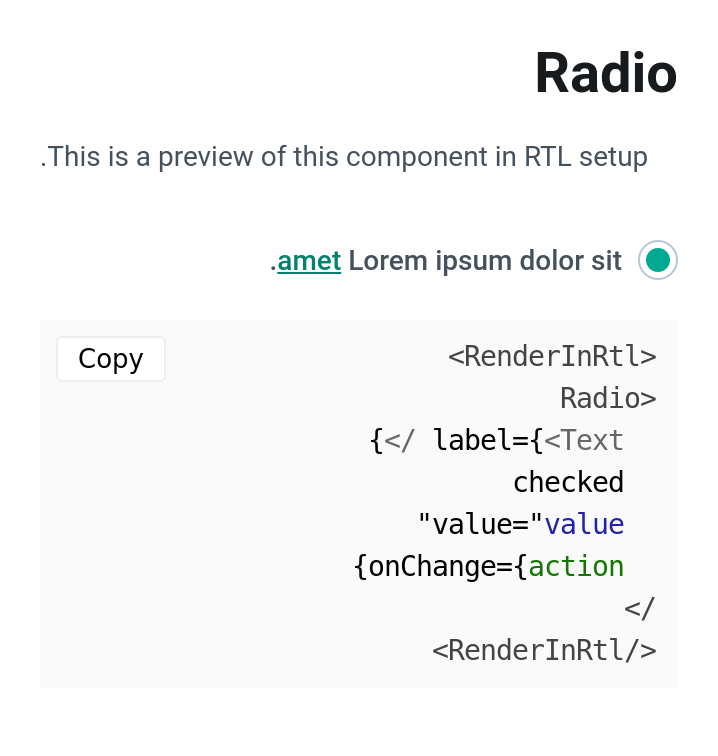 Radio
.This is a preview of this component in RTL setup
.amet Lorem ipsum dolor sit
Copy
<RenderInRtl>
Radio>
{</ label={<Text
checked
"value="value
{onChange={action
</
<RenderInRtl/>